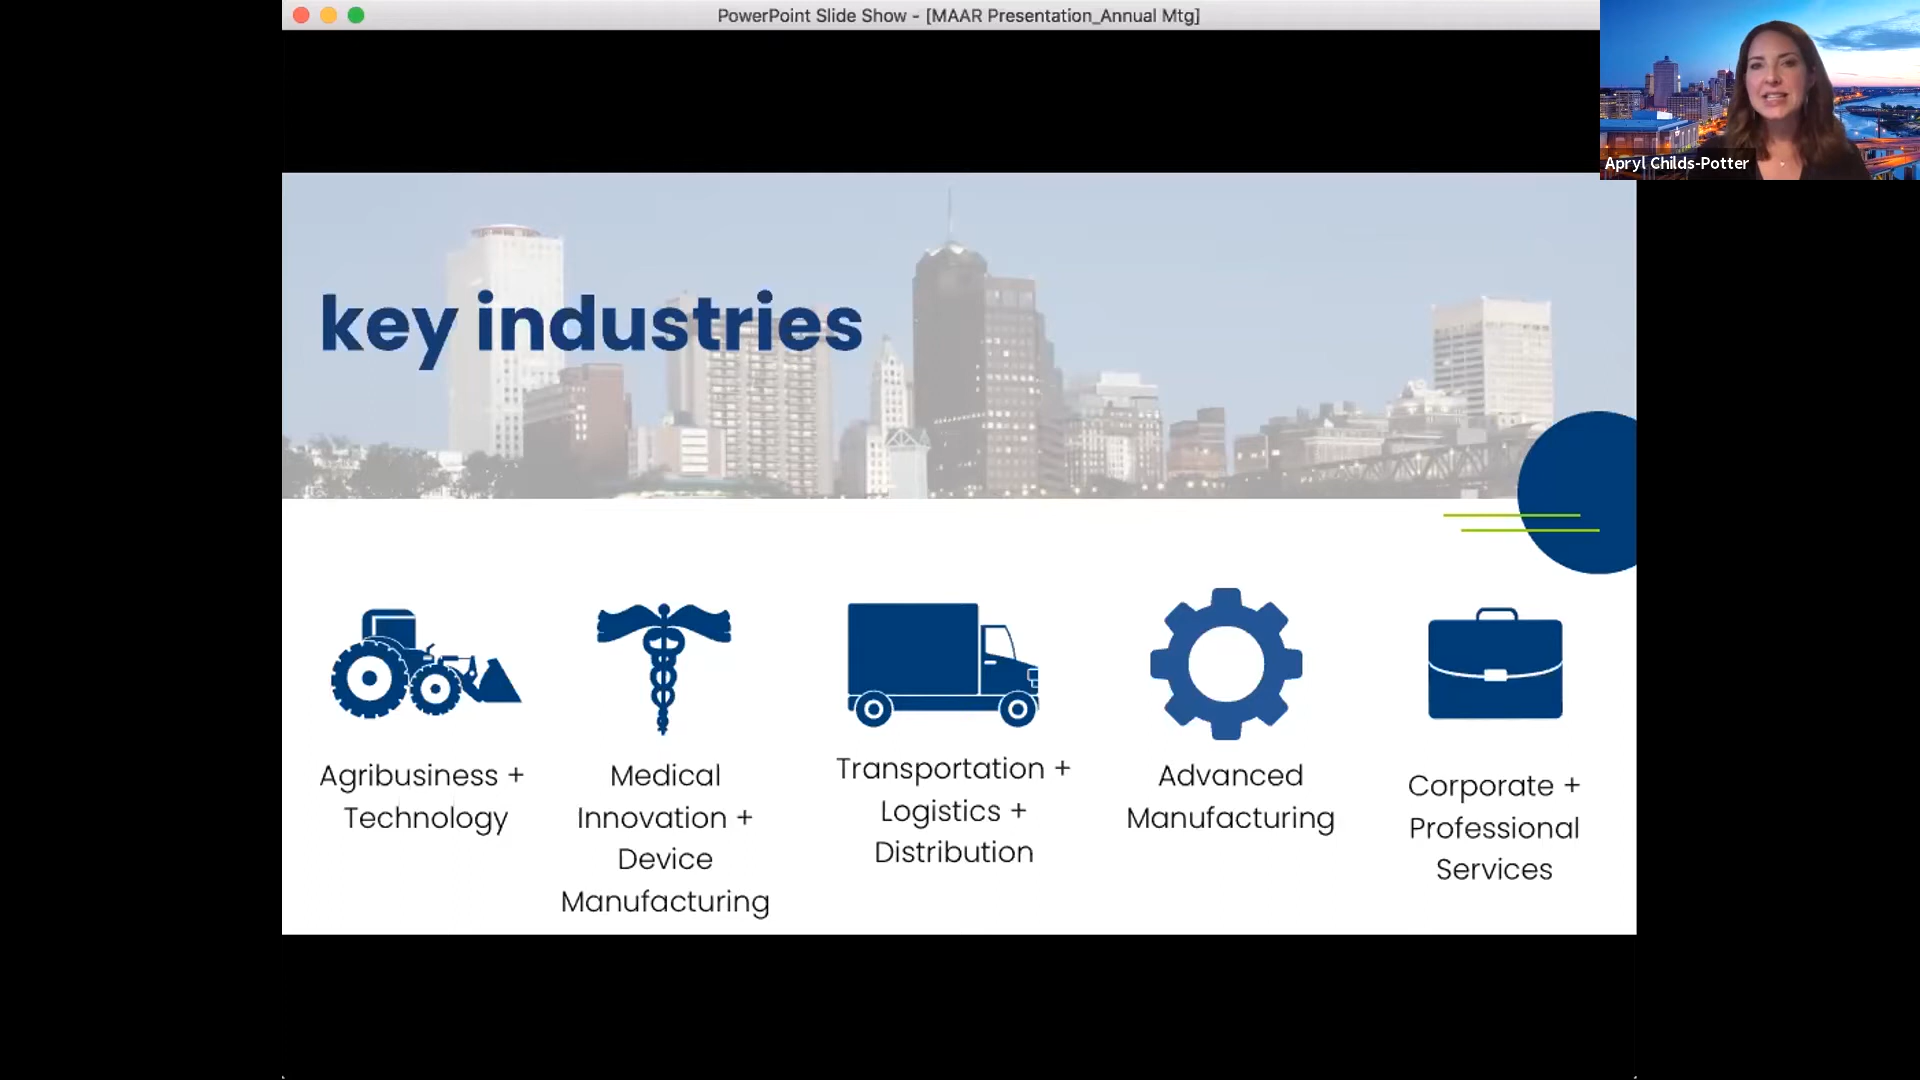 PowerPoint Slide Show - [MAAR Presentation_Annual Mtg]
Apryl Childs-Potter
key industries
Agribusiness +
Technology
Medical
Innovation +
Device
Manufacturing
Transportation +
Logistics +
Distribution
Advanced
Manufacturing
Corporate +
Professional
Services